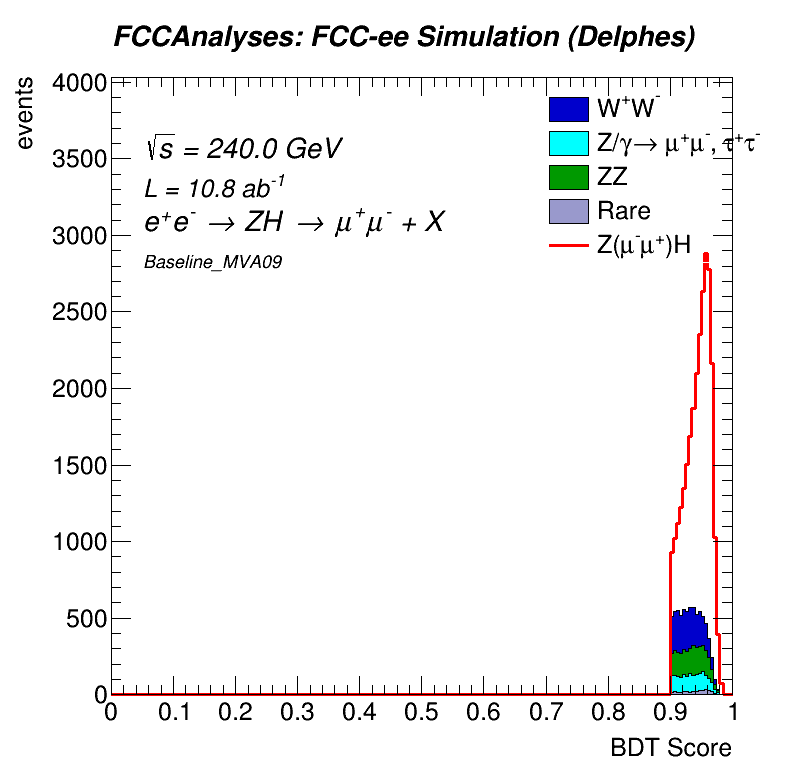 FCCAnalyses: FCC-ee Simulation (Delphes)
events
4000
3500
3000
2500
2000
1500
1000
500
0
√s = 240.0 GeV
L = 10.8 ab⁻¹
e⁺e⁻ → ZH → μ⁺μ⁻ + X
Baseline_MVA09
W⁺W⁻
Z/γ→ μ⁺μ⁻, τ⁺τ⁻
ZZ
Rare
Z(μ⁻μ⁺)H
0 0.1 0.2 0.3 0.4 0.5 0.6 0.7 0.8 0.9 1
BDT Score